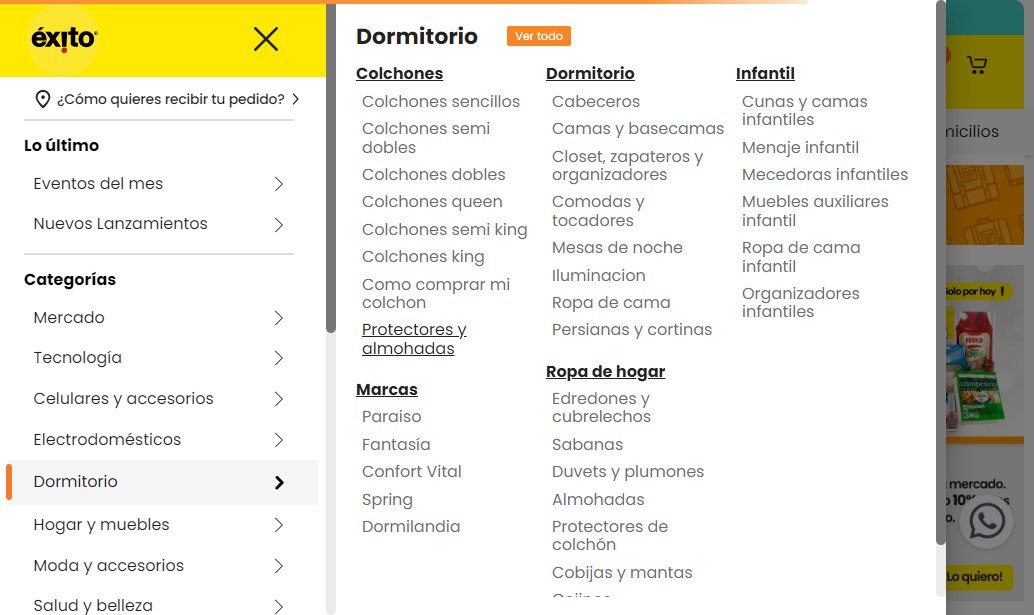 éxito
¿Cómo quieres recibir tu pedido?
Lo último
Eventos del mes
Nuevos Lanzamientos
Categorías
Mercado
Tecnología
Celulares y accesorios
Electrodomésticos
Dormitorio
Hogar y muebles
Moda y accesorios
Salud y belleza
Dormitorio
Ver todo
Colchones
Colchones sencillos
Colchones semi
dobles
Colchones dobles
Colchones queen
Colchones semi king
Colchones king
Como comprar mi
colchon
Protectores y
almohadas
Marcas
Paraiso
Fantasía
Confort Vital
Spring
Dormilandia
Dormitorio
Cabeceros
Camas y basecamas
Closet, zapateros y
organizadores
Comodas y
tocadores
Mesas de noche
Iluminacion
Ropa de cama
Persianas y cortinas
Ropa de hogar
Edredones y
cubrelechos
Sabanas
Duvets y plumones
Almohadas
Protectores de
colchón
Cobijas y mantas
Infantil
Cunas y camas
infantiles
Menaje infantil
Mecedoras infantiles
Muebles auxiliares
infantil
Ropa de cama
infantil
Organizadores
infantiles
micilios
olo por hoy !
mercado.
Lo quiero!